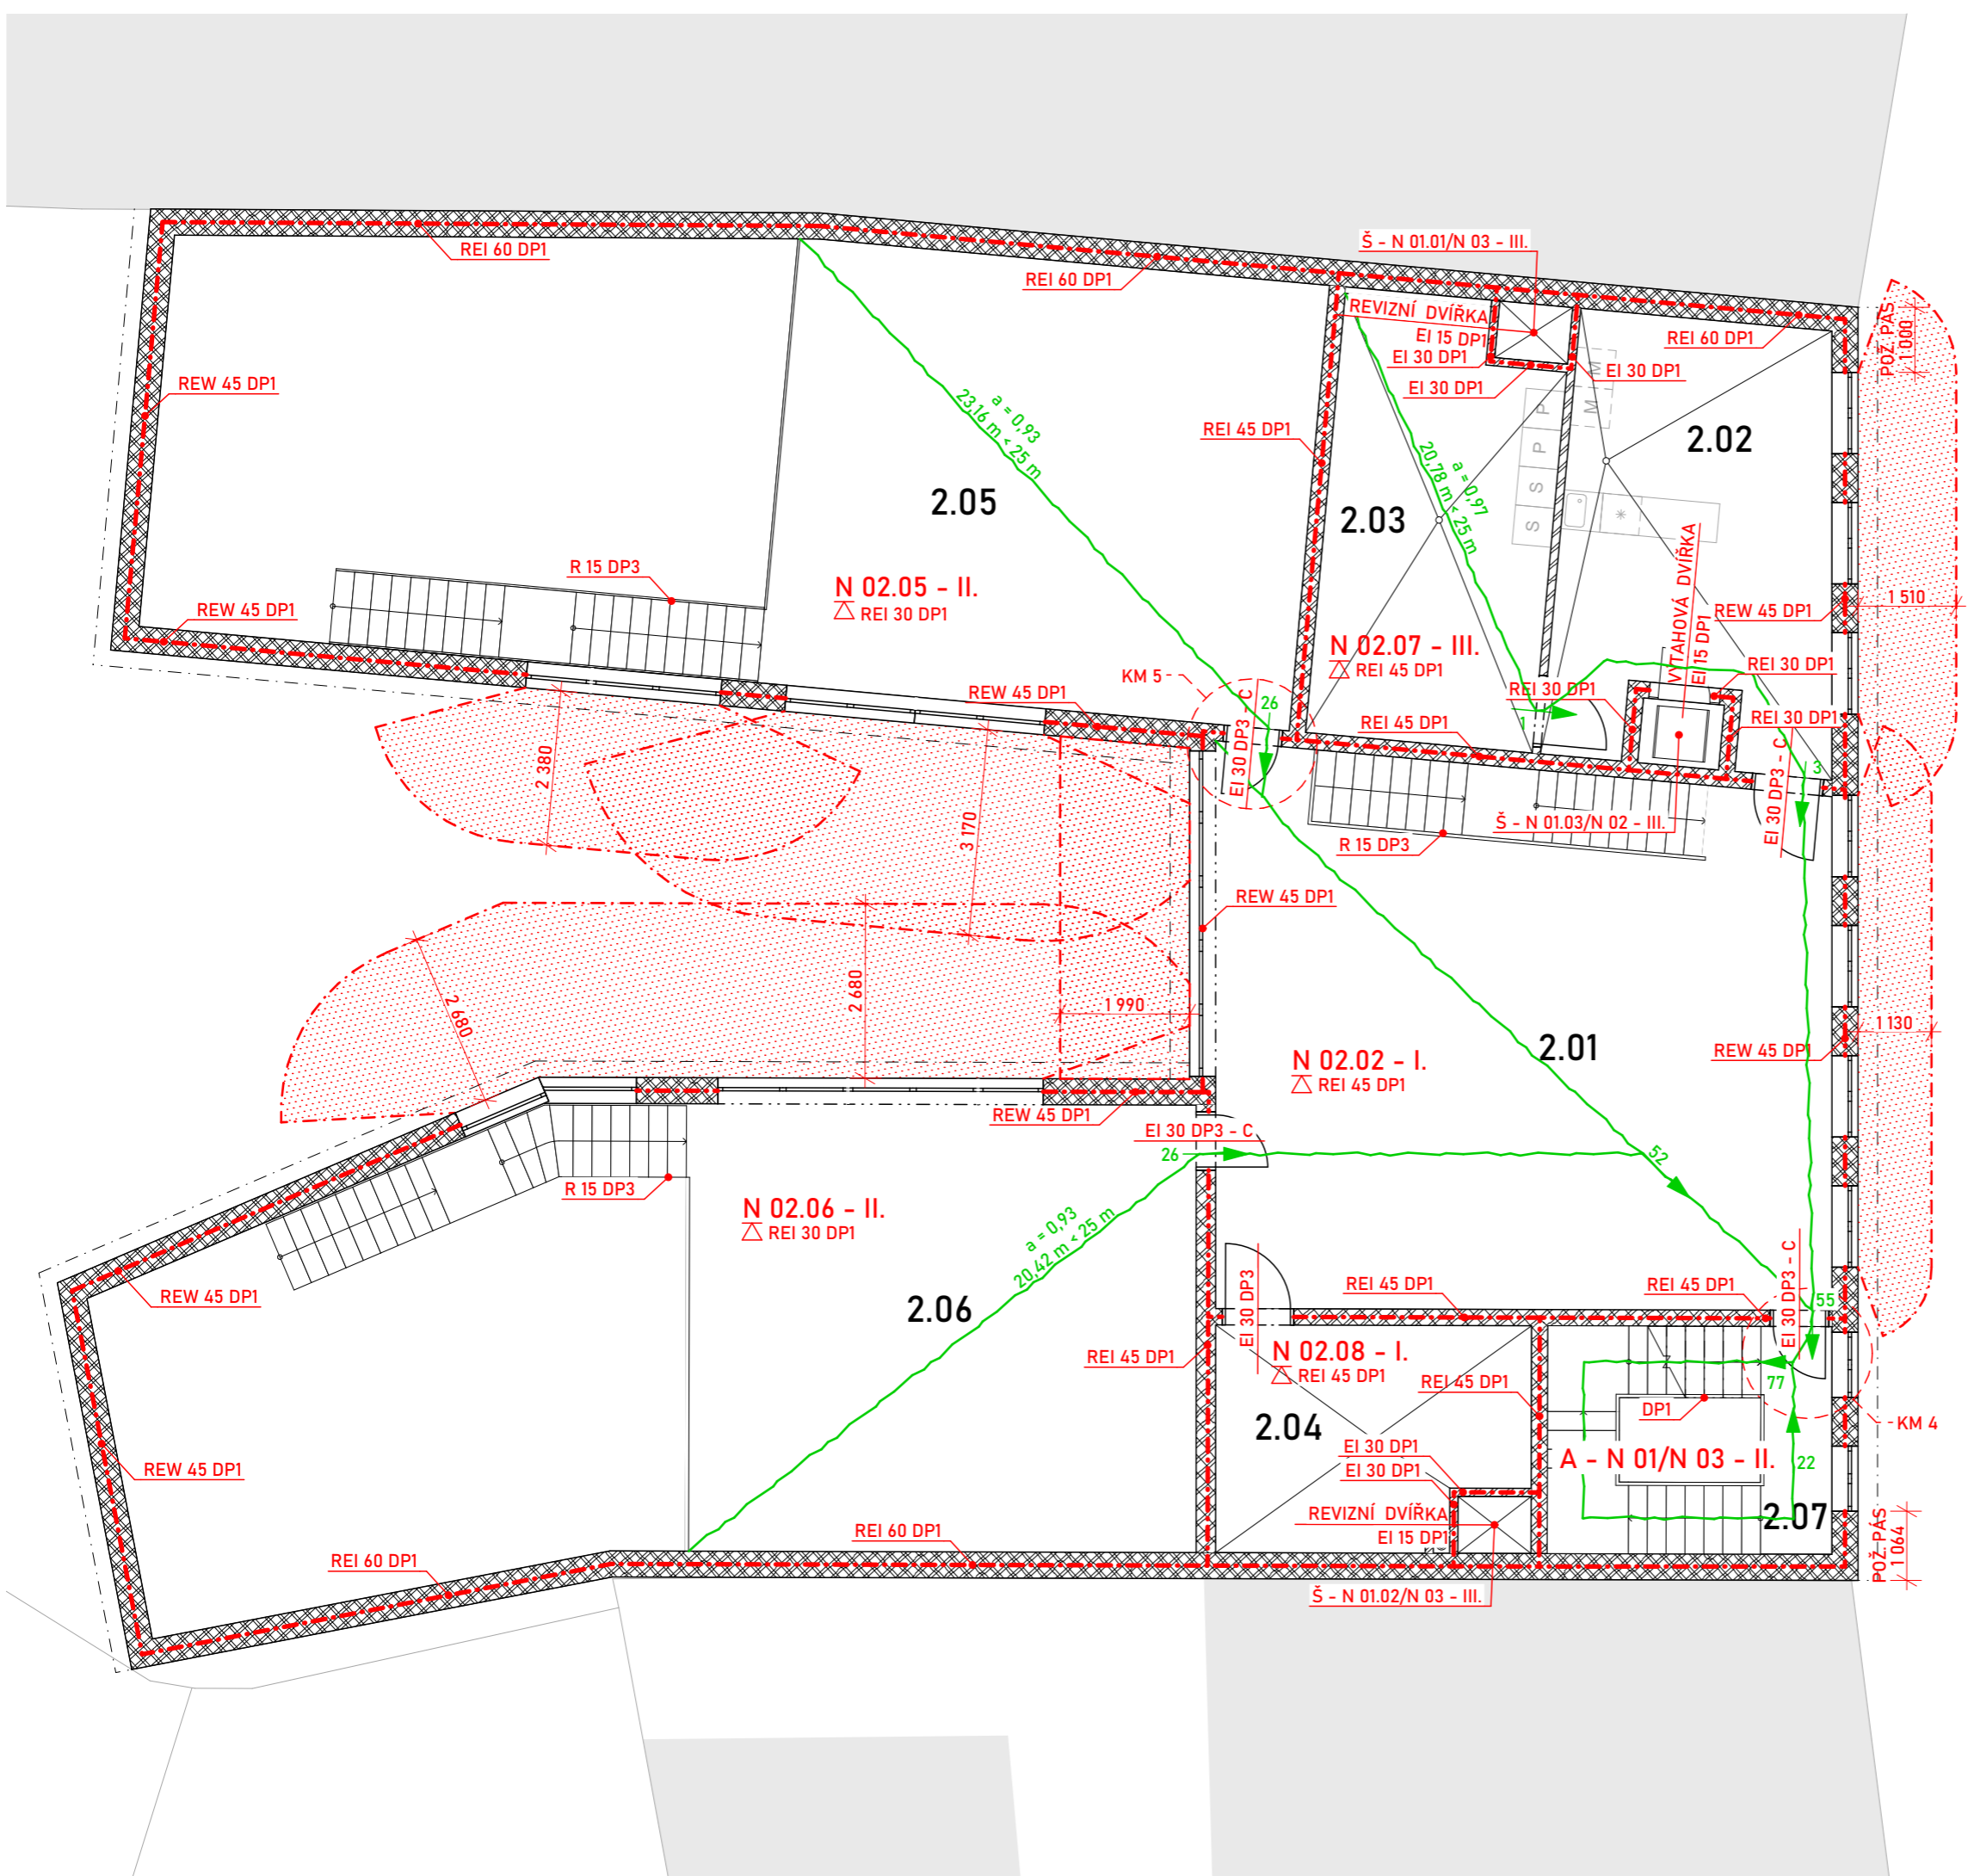 Š - N 01.01/N 03 - III.
REI 60 DP1
REI 60 DP1
REVIZNÍ DVÍŘKA
EI 15 DP1
EI 30 DP1
EI 30 DP1
EI 30 DP1
REI 60 DP1
POŽ. PÁS
1 000
REW 45 DP1
a = 0,93
23,16 m < 25 m
REI 45 DP1
M
M
P
P
S
S
2.02
2.05
2.03
a = 0,97
20,78 m < 25 m
R 15 DP3
N 02.05 - II.
REI 30 DP1
REW 45 DP1
VÝTAHOVÁ DVÍŘKA
EI 15 DP1
REW 45 DP1
1 510
N 02.07 - III.
REI 45 DP1
REI 30 DP1
KM 5
REW 45 DP1
26
EI 30 DP3 - C
REI 30 DP1
1
REI 45 DP1
REI 30 DP1
EI 30 DP3 - C
3
2 380
3 170
Š - N 01.03/N 02 - III.
R 15 DP3
REW 45 DP1
2 680
2 680
1 990
1 130
2.01
REW 45 DP1
N 02.02 - I.
REI 45 DP1
REW 45 DP1
EI 30 DP3 - C
26
52
R 15 DP3
N 02.06 - II.
REI 30 DP1
a = 0,93
20,42 m < 25 m
REW 45 DP1
2.06
EI 30 DP3
REI 45 DP1
REI 45 DP1
EI 30 DP3 - C
55
REI 45 DP1
N 02.08 - I.
REI 45 DP1
REI 45 DP1
77
DP1
KM 4
2.04
EI 30 DP1
EI 30 DP1
A - N 01/N 03 - II.
22
REW 45 DP1
REVIZNÍ DVÍŘKA
EI 15 DP1
2.07
POŽ. PÁS
1 064
REI 60 DP1
REI 60 DP1
Š - N 01.02/N 03 - III.